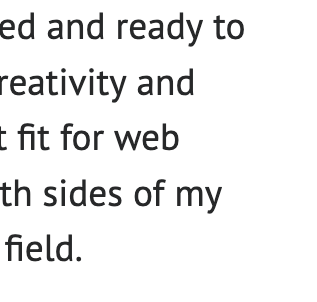 ed and ready to
reativity and
t fit for web
th sides of my
field.